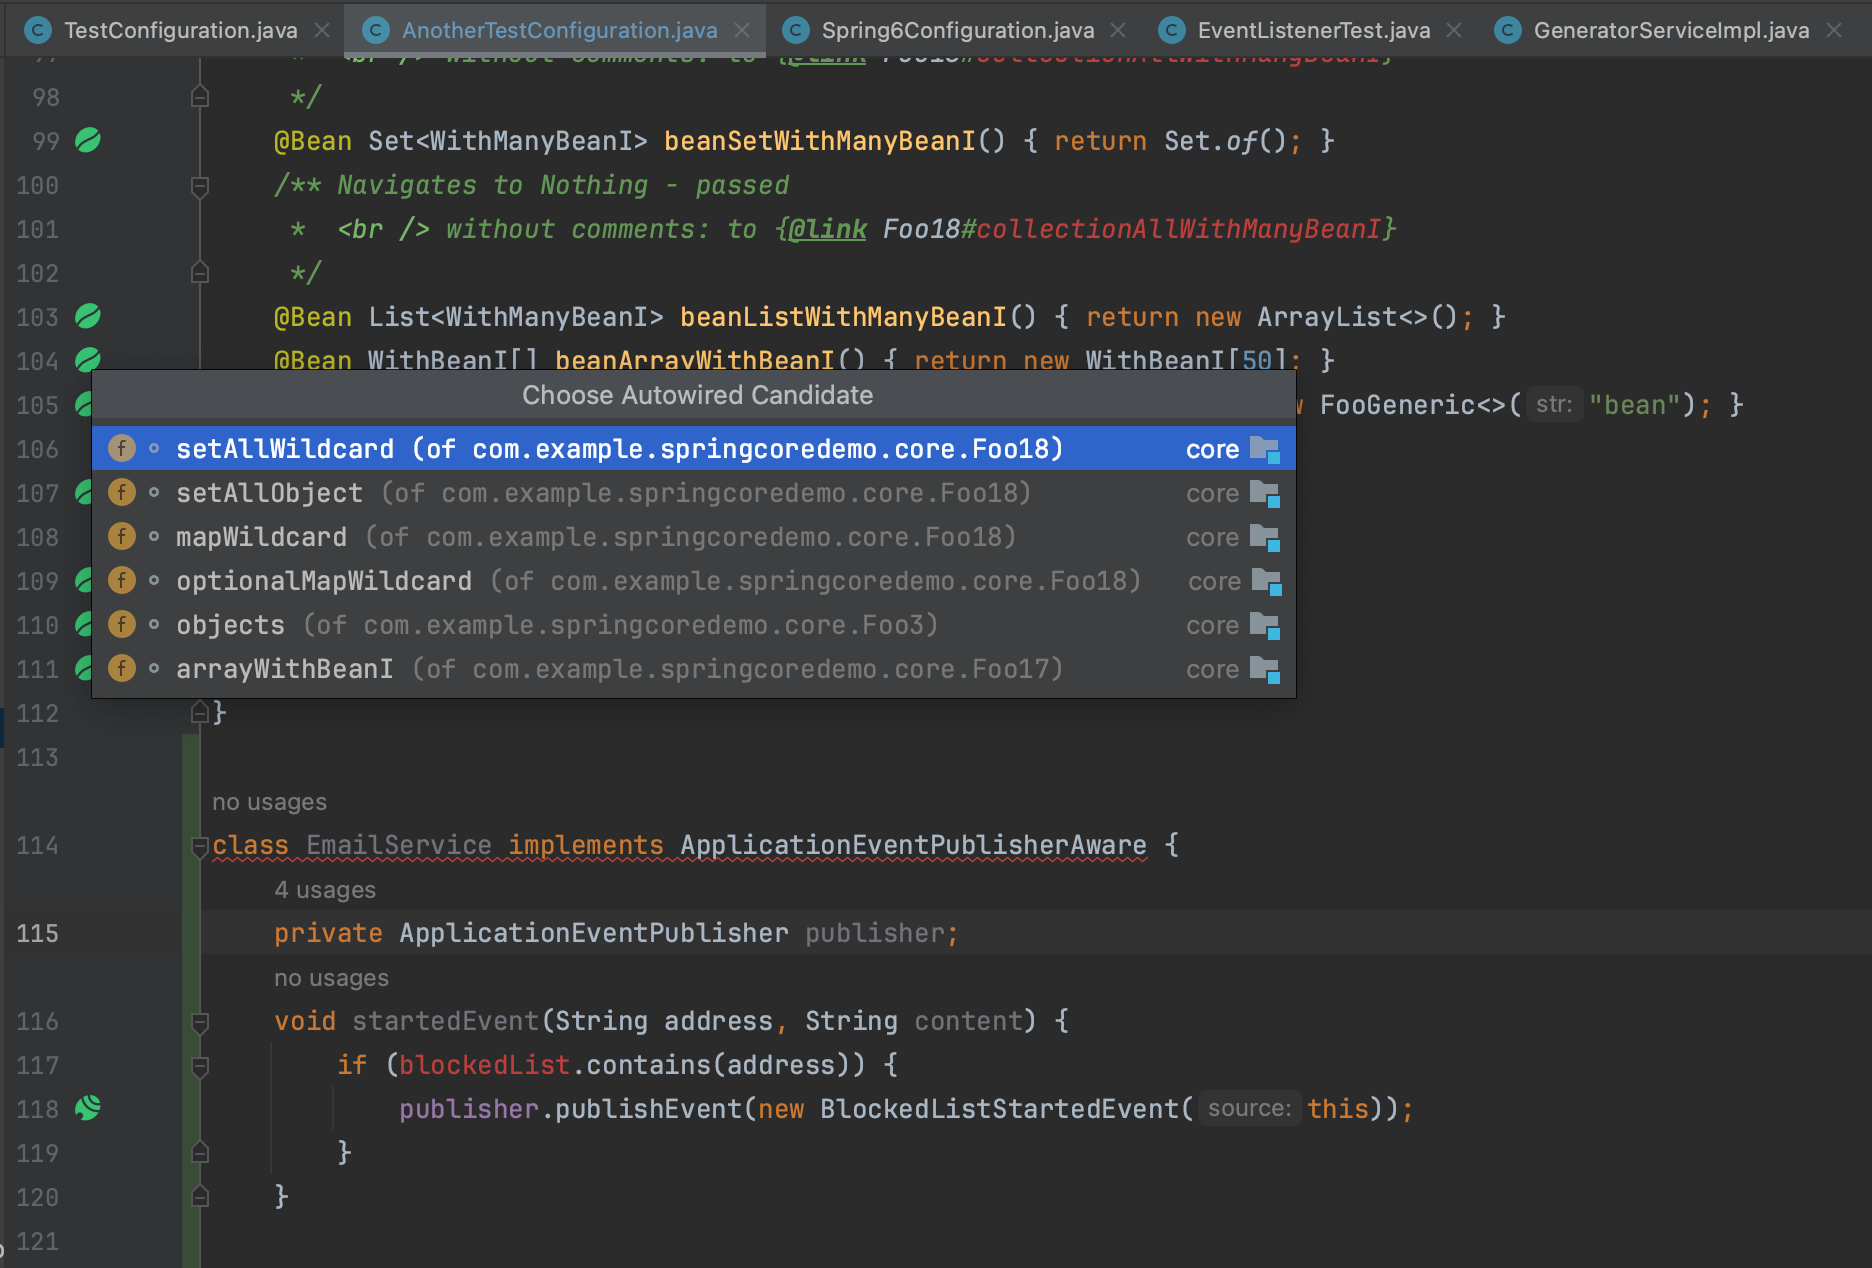 TestConfiguration.java AnotherTestConfiguration.java Spring6Configuration.java EventListenerTest.java GeneratorServiceImpl.java
98 */
99 @Bean Set<WithManyBeanI> beanSetWithManyBeanI() { return Set.of(); }
100 /** Navigates to Nothing - passed
101 * <br /> without comments: to {@link Foo18#collectionAllWithManyBeanI}
102 */
103 @Bean List<WithManyBeanI> beanListWithManyBeanI() { return new ArrayList<>(); }
104 @Bean WithBeanI[] beanArrayWithBeanI() { return new WithBeanI[50]; }
Choose Autowired Candidate
105 FooGeneric<>( str: "bean"); }
106 setAllWildcard (of com.example.springcoredemo.core.Foo18) core
107 setAllObject (of com.example.springcoredemo.core.Foo18) core
108 mapWildcard (of com.example.springcoredemo.core.Foo18) core
109 optionalMapWildcard (of com.example.springcoredemo.core.Foo18) core
110 objects (of com.example.springcoredemo.core.Foo3) core
111 arrayWithBeanI (of com.example.springcoredemo.core.Foo17) core
112 }
113
no usages
114 class EmailService implements ApplicationEventPublisherAware {
4 usages
115 private ApplicationEventPublisher publisher;
no usages
116 void startedEvent(String address, String content) {
117 if (blockedList.contains(address)) {
118 publisher.publishEvent(new BlockedListStartedEvent( source: this));
119 }
120 }
121